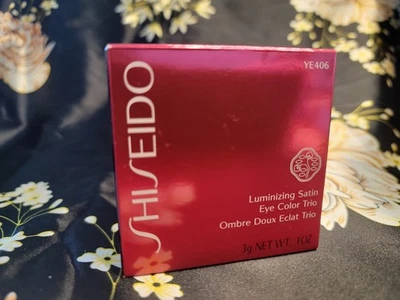 YE406
SHISEIDO
Luminizing Satin
Eye Color Trio
Ombre Doux Eclat Trio
3g NET WT. .1OZ